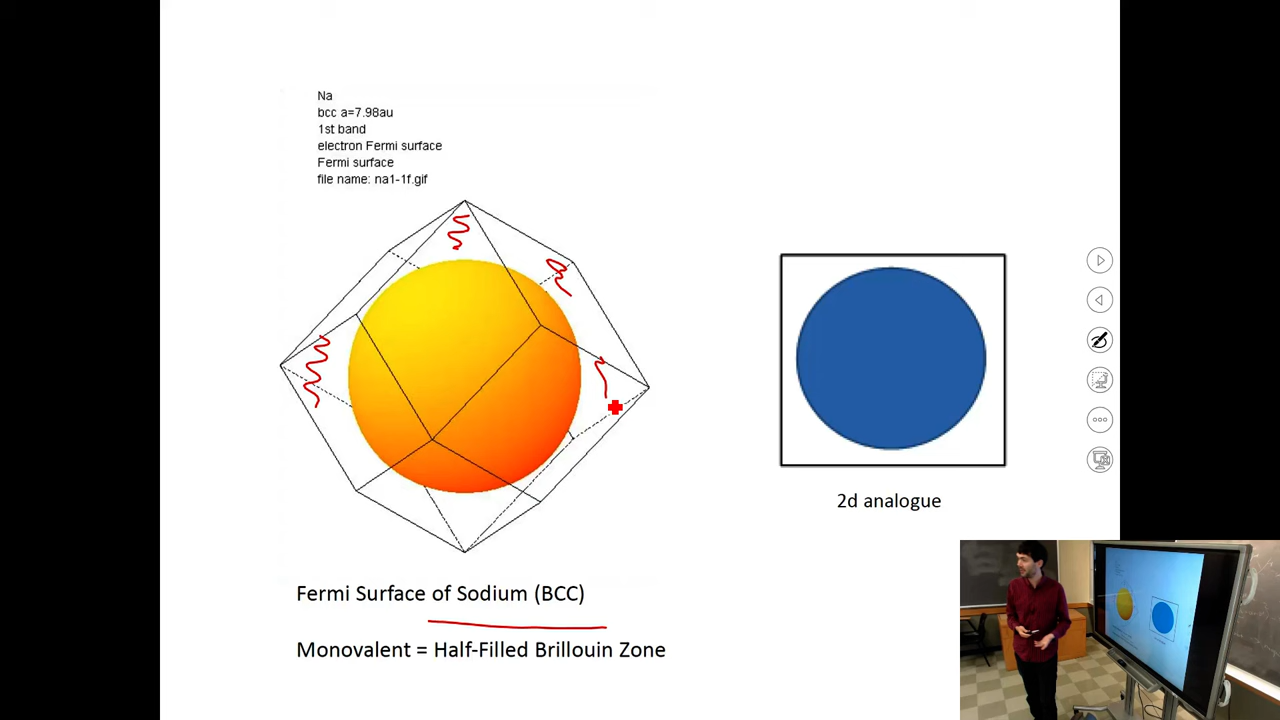 Na
bcc a=7.98au
1st band
electron Fermi surface
Fermi surface
file name: na1-1f.gif
2d analogue
Fermi Surface of Sodium (BCC)
Monovalent = Half-Filled Brillouin Zone